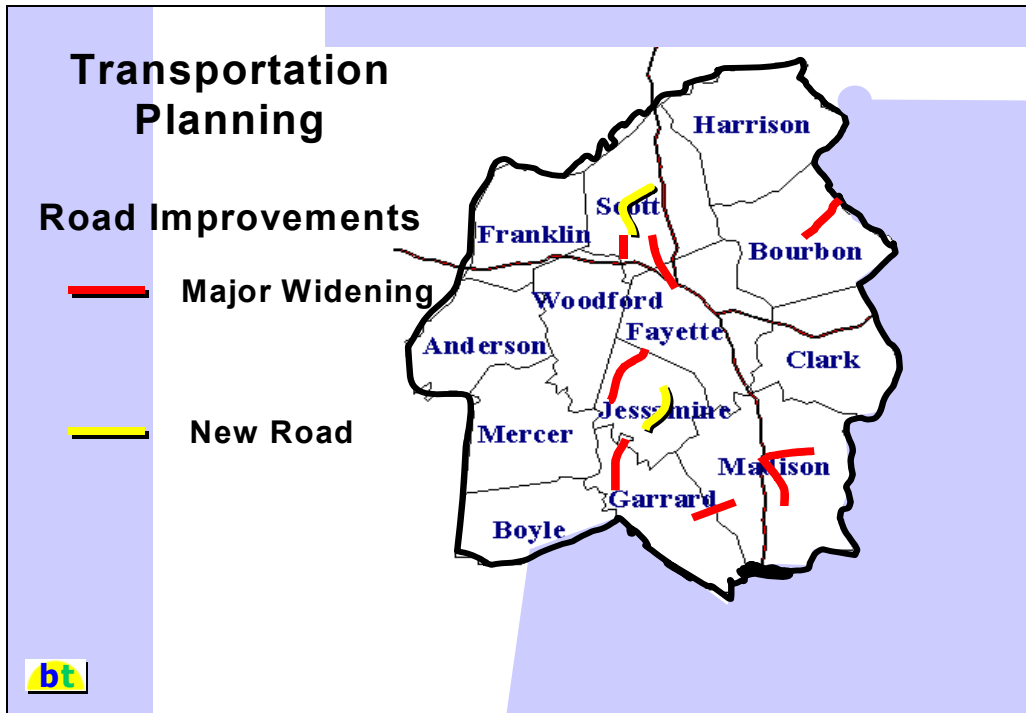 Transportation
Planning
Road Improvements
Major Widening
New Road
Harrison
Scott
Franklin
Bourbon
Woodford
Fayette
Anderson
Clark
Jessamine
Mercer
Madison
Garrard
Boyle
bt